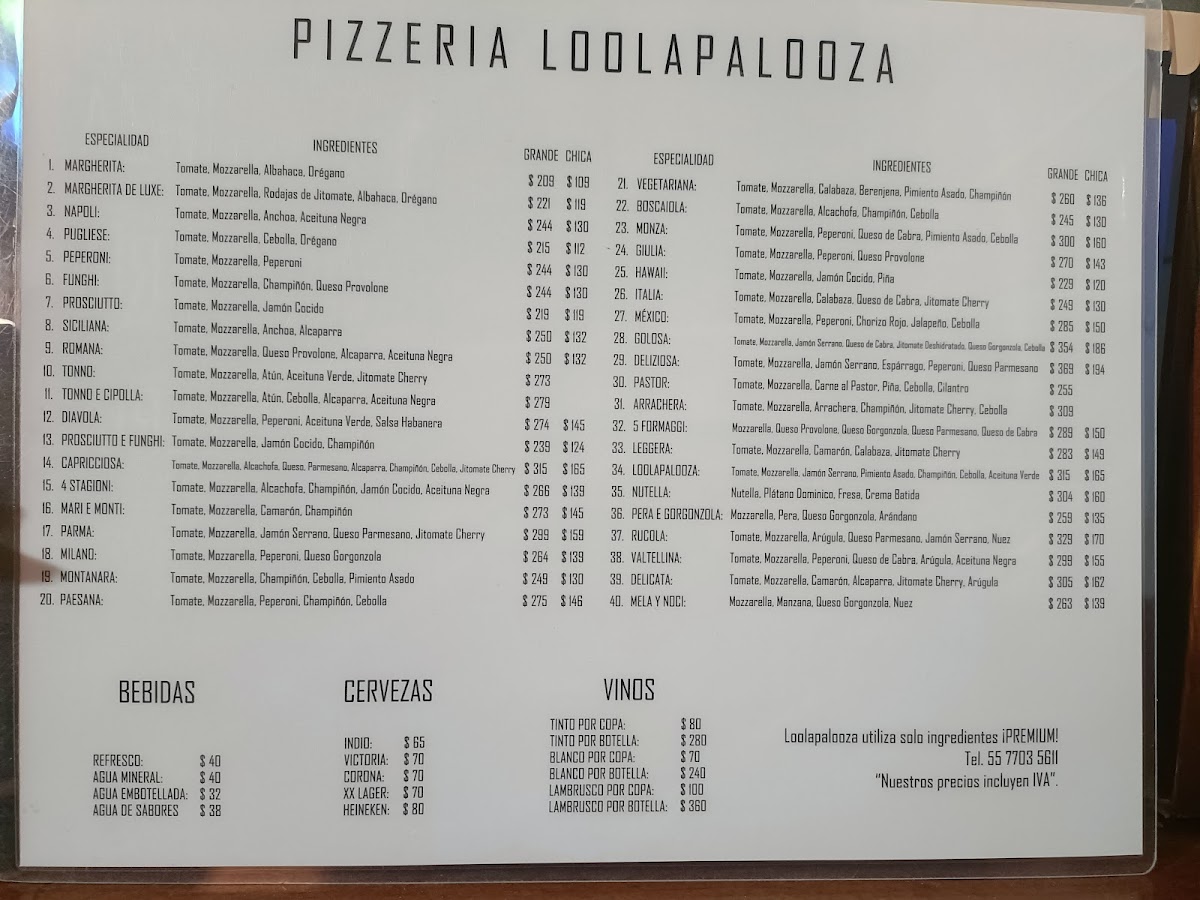 PIZZERIA LOOLAPALOOZA
ESPECIALIDAD INGREDIENTES GRANDE CHICA
1. MARGHERITA: Tomate, Mozzarella, Albahaca, Orégano $ 209 $ 109
2. MARGHERITA DE LUXE: Tomate, Mozzarella, Rodajas de Jitomate, Albahaca, Orégano $ 221 $ 119
3. NAPOLI: Tomate, Mozzarella, Anchoa, Aceituna Negra $ 244 $ 130
4. PUGLIESE: Tomate, Mozzarella, Cebolla, Orégano $ 215 $ 112
5. PEPERONI: Tomate, Mozzarella, Peperoni $ 244 $ 130
6. FUNGHI: Tomate, Mozzarella, Champiñón, Queso Provolone $ 244 $ 130
7. PROSCIUTTO: Tomate, Mozzarella, Jamón Cocido $ 219 $ 119
8. SICILIANA: Tomate, Mozzarella, Anchoa, Alcaparra $ 250 $ 132
9. ROMANA: Tomate, Mozzarella, Queso Provolone, Alcaparra, Aceituna Negra $ 250 $ 132
10. TONNO: Tomate, Mozzarella, Atún, Aceituna Verde, Jitomate Cherry $ 273
11. TONNO E CIPOLLA: Tomate, Mozzarella, Atún, Cebolla, Alcaparra, Aceituna Negra $ 279
12. DIAVOLA: Tomate, Mozzarella, Peperoni, Aceituna Verde, Salsa Habanera $ 274 $ 145
13. PROSCIUTTO E FUNGHI: Tomate, Mozzarella, Jamón Cocido, Champiñón $ 239 $ 124
14. CAPRICCIOSA: Tomate, Mozzarella, Alcachofa, Queso, Parmesano, Alcaparra, Champiñón, Cebolla, Jitomate Cherry $ 315 $ 165
15. 4 STAGIONI: Tomate, Mozzarella, Alcachofa, Champiñón, Jamón Cocido, Aceituna Negra $ 266 $ 139
16. MARI E MONTI: Tomate, Mozzarella, Camarón, Champiñón $ 273 $ 145
17. PARMA: Tomate, Mozzarella, Jamón Serrano, Queso Parmesano, Jitomate Cherry $ 299 $ 159
18. MILANO: Tomate, Mozzarella, Peperoni, Queso Gorgonzola $ 264 $ 139
19. MONTANARA: Tomate, Mozzarella, Champiñón, Cebolla, Pimiento Asado $ 249 $ 130
20. PAESANA: Tomate, Mozzarella, Peperoni, Champiñón, Cebolla $ 275 $ 146
ESPECIALIDAD INGREDIENTES GRANDE CHICA
21. VEGETARIANA: Tomate, Mozzarella, Calabaza, Berenjena, Pimiento Asado, Champiñón $ 260 $ 136
22. BOSCAIOLA: Tomate, Mozzarella, Alcachofa, Champiñón, Cebolla $ 245 $ 130
23. MONZA: Tomate, Mozzarella, Peperoni, Queso de Cabra, Pimiento Asado, Cebolla $ 300 $ 160
24. GIULIA: Tomate, Mozzarella, Peperoni, Queso Provolone $ 270 $ 143
25. HAWAII: Tomate, Mozzarella, Jamón Cocido, Piña $ 229 $ 120
26. ITALIA: Tomate, Mozzarella, Calabaza, Queso de Cabra, Jitomate Cherry $ 249 $ 130
27. MÉXICO: Tomate, Mozzarella, Peperoni, Chorizo Rojo, Jalapeño, Cebolla $ 285 $ 150
28. GOLOSA: Tomate, Mozzarella, Jamón Serrano, Queso de Cabra, Jitomate Deshidratado, Queso Gorgonzola, Cebolla $ 354 $ 186
29. DELIZIOSA: Tomate, Mozzarella, Jamón Serrano, Espárrago, Peperoni, Queso Parmesano $ 369 $ 194
30. PASTOR: Tomate, Mozzarella, Carne al Pastor, Piña, Cebolla, Cilantro $ 255
31. ARRACHERA: Tomate, Mozzarella, Arrachera, Champiñón, Jitomate Cherry, Cebolla $ 309
32. 5 FORMAGGI: Mozzarella, Queso Provolone, Queso Gorgonzola, Queso Parmesano, Queso de Cabra $ 289 $ 150
33. LEGGERA: Tomate, Mozzarella, Camarón, Calabaza, Jitomate Cherry $ 283 $ 149
34. LOOLAPALOOZA: Tomate, Mozzarella, Jamón Serrano, Pimiento Asado, Champiñón, Cebolla, Aceituna Verde $ 315 $ 165
35. NUTELLA: Nutella, Plátano Dominico, Fresa, Crema Batida $ 304 $ 160
36. PERA E GORGONZOLA: Mozzarella, Pera, Queso Gorgonzola, Arándano $ 259 $ 135
37. RUCOLA: Tomate, Mozzarella, Arúgula, Queso Parmesano, Jamón Serrano, Nuez $ 329 $ 170
38. VALTELLINA: Tomate, Mozzarella, Peperoni, Queso de Cabra, Arúgula, Aceituna Negra $ 299 $ 155
39. DELICATA: Tomate, Mozzarella, Camarón, Alcaparra, Jitomate Cherry, Arúgula $ 305 $ 162
40. MELA Y NOCI: Mozzarella, Manzana, Queso Gorgonzola, Nuez $ 263 $ 139
BEBIDAS
REFRESCO: $ 40
AGUA MINERAL: $ 40
AGUA EMBOTELLADA: $ 32
AGUA DE SABORES $ 38
CERVEZAS
INDIO: $ 65
VICTORIA: $ 70
CORONA: $ 70
XX LAGER: $ 70
HEINEKEN: $ 80
VINOS
TINTO POR COPA: $ 80
TINTO POR BOTELLA: $ 280
BLANCO POR COPA: $ 70
BLANCO POR BOTELLA: $ 240
LAMBRUSCO POR COPA: $ 100
LAMBRUSCO POR BOTELLA: $ 360
Loolapalooza utiliza solo ingredientes ¡PREMIUM!
Tel. 55 7703 5611
"Nuestros precios incluyen IVA".